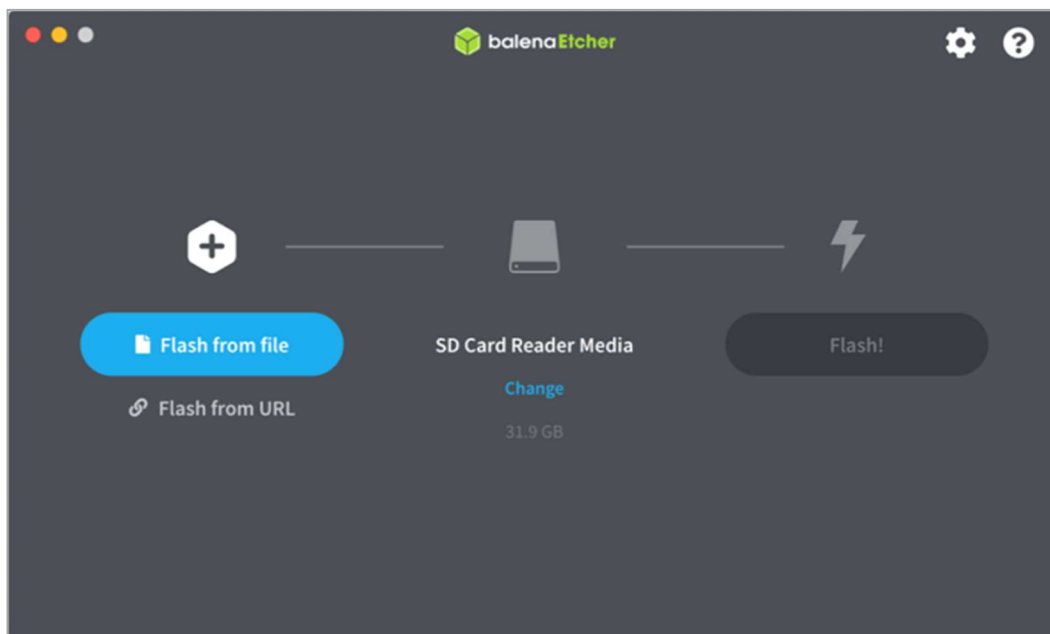 balenaEtcher
Flash from file
SD Card Reader Media
Flash!
Change
Flash from URL
31.9 GB